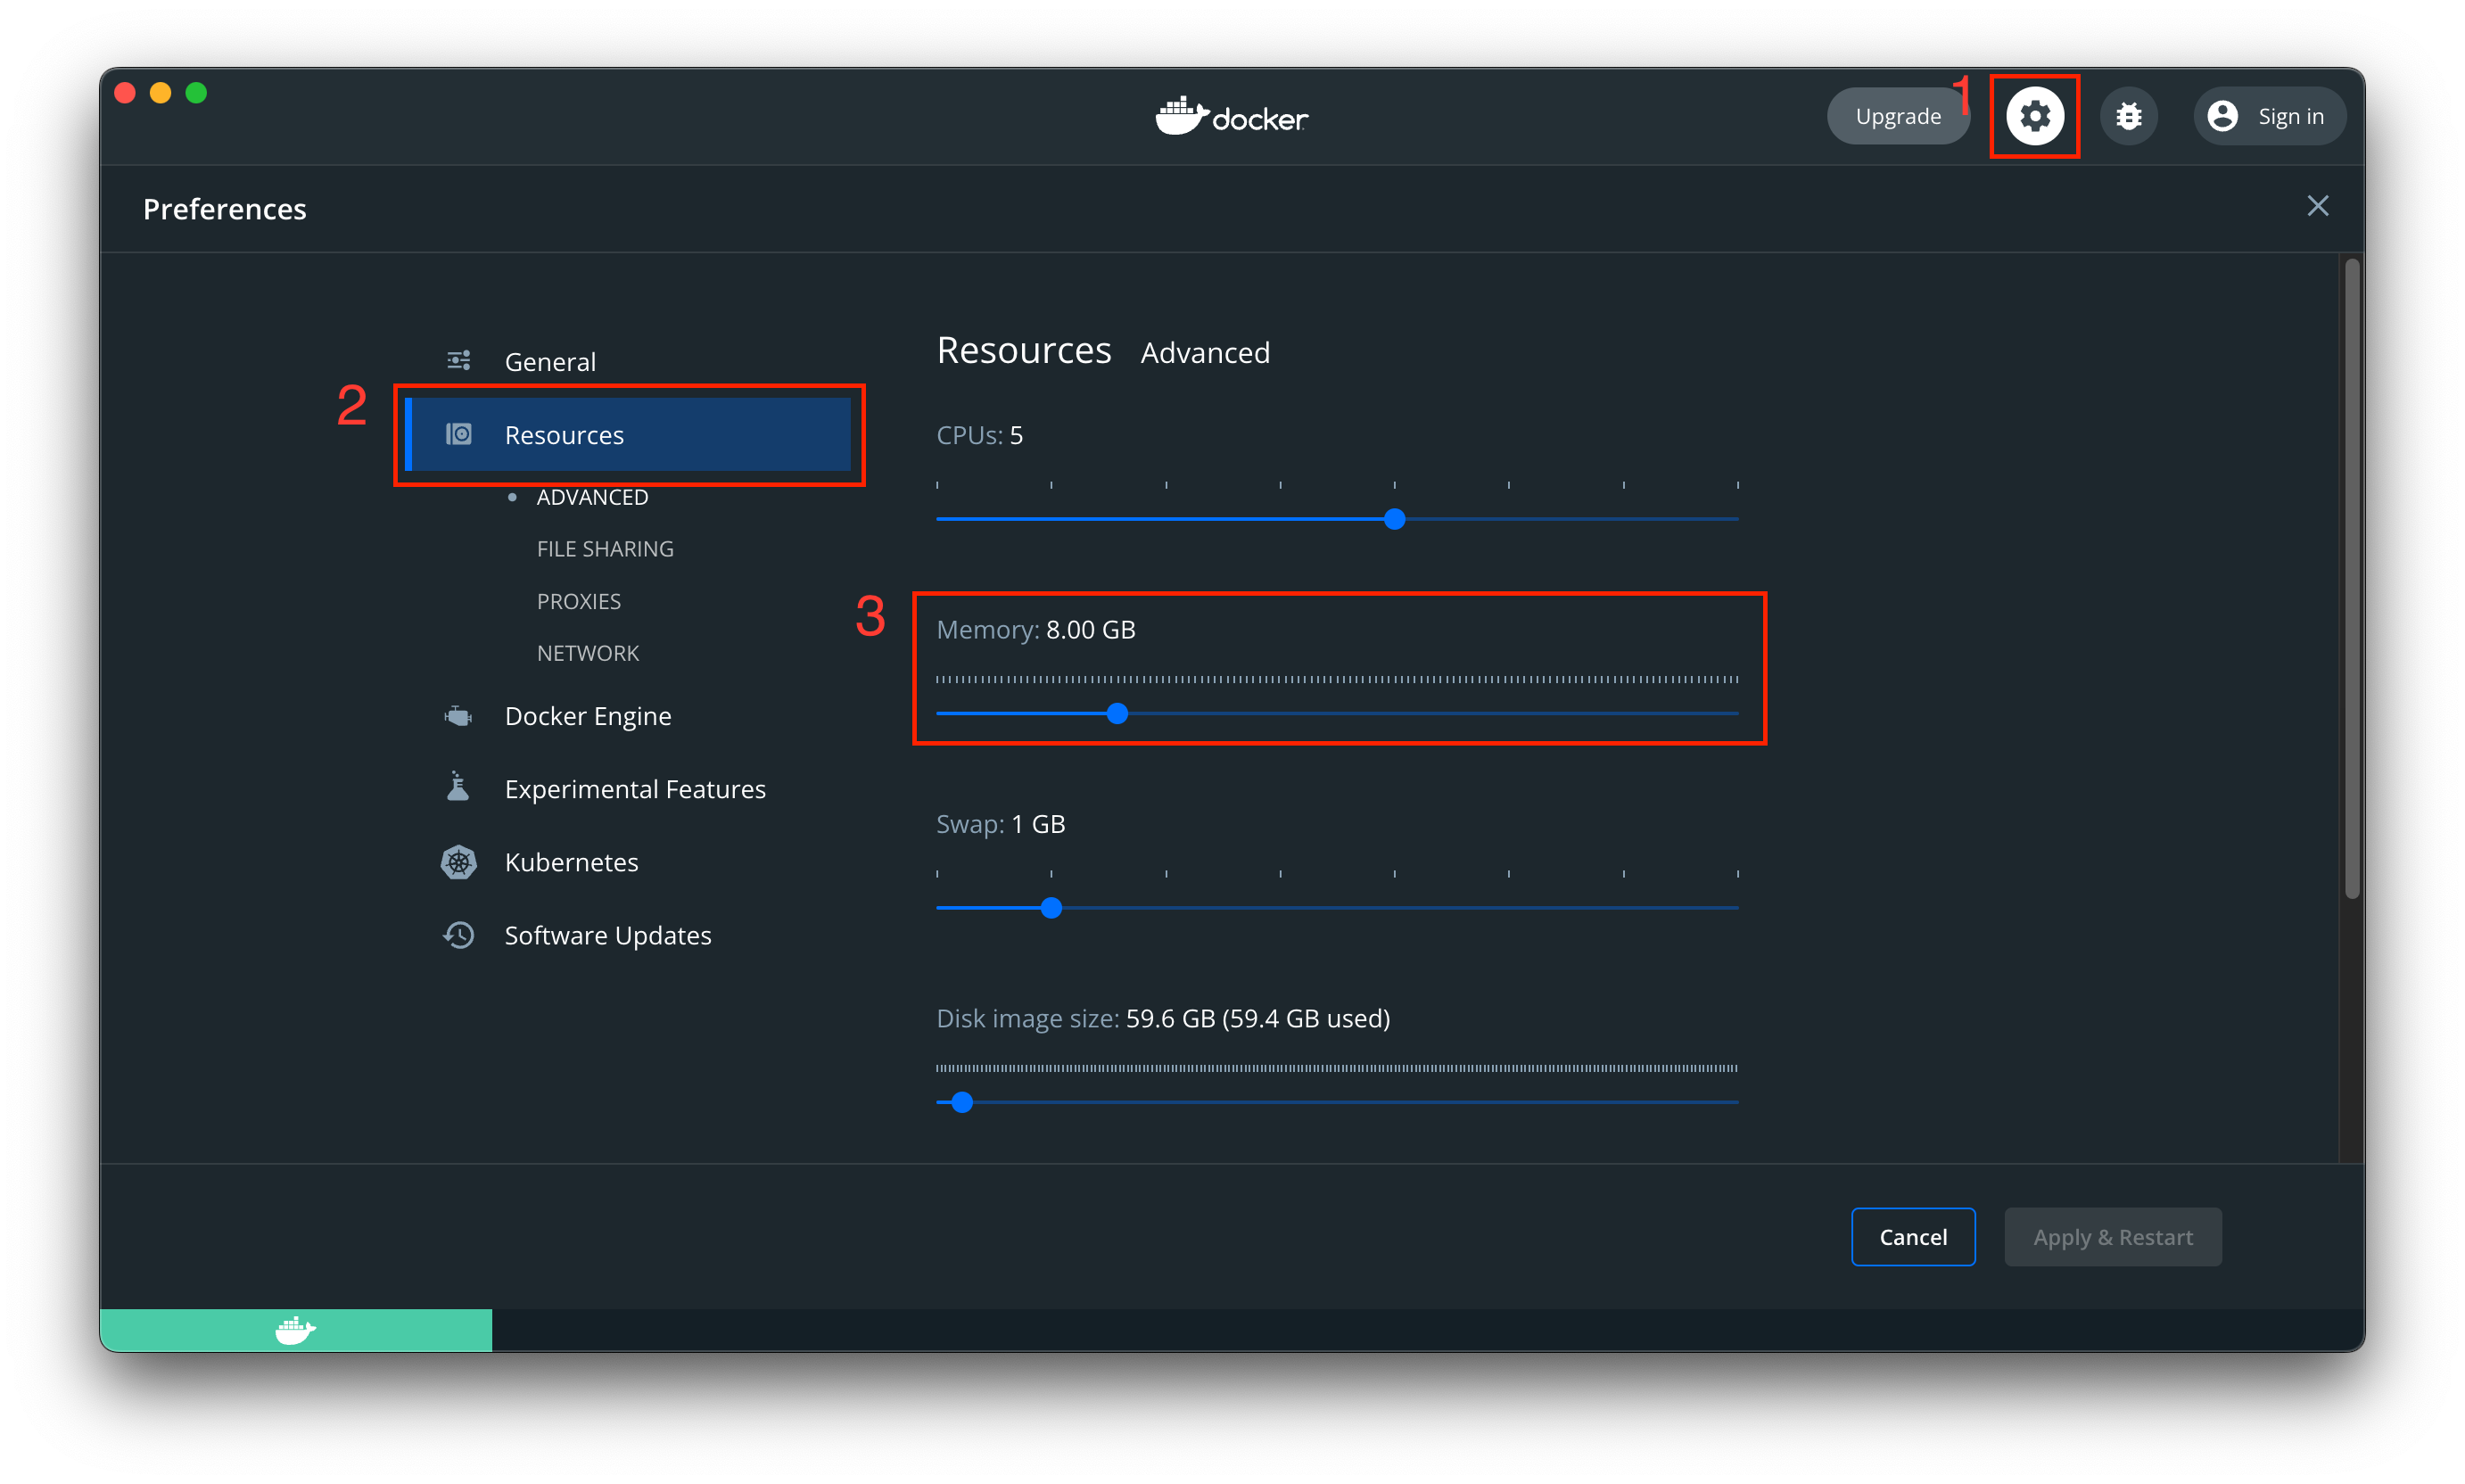 docker
Upgrade
1
Sign in
Preferences
General
2
Resources
ADVANCED
FILE SHARING
PROXIES
NETWORK
Docker Engine
Experimental Features
Kubernetes
Software Updates
Resources Advanced
CPUs: 5
3
Memory: 8.00 GB
Swap: 1 GB
Disk image size: 59.6 GB (59.4 GB used)
Cancel
Apply & Restart